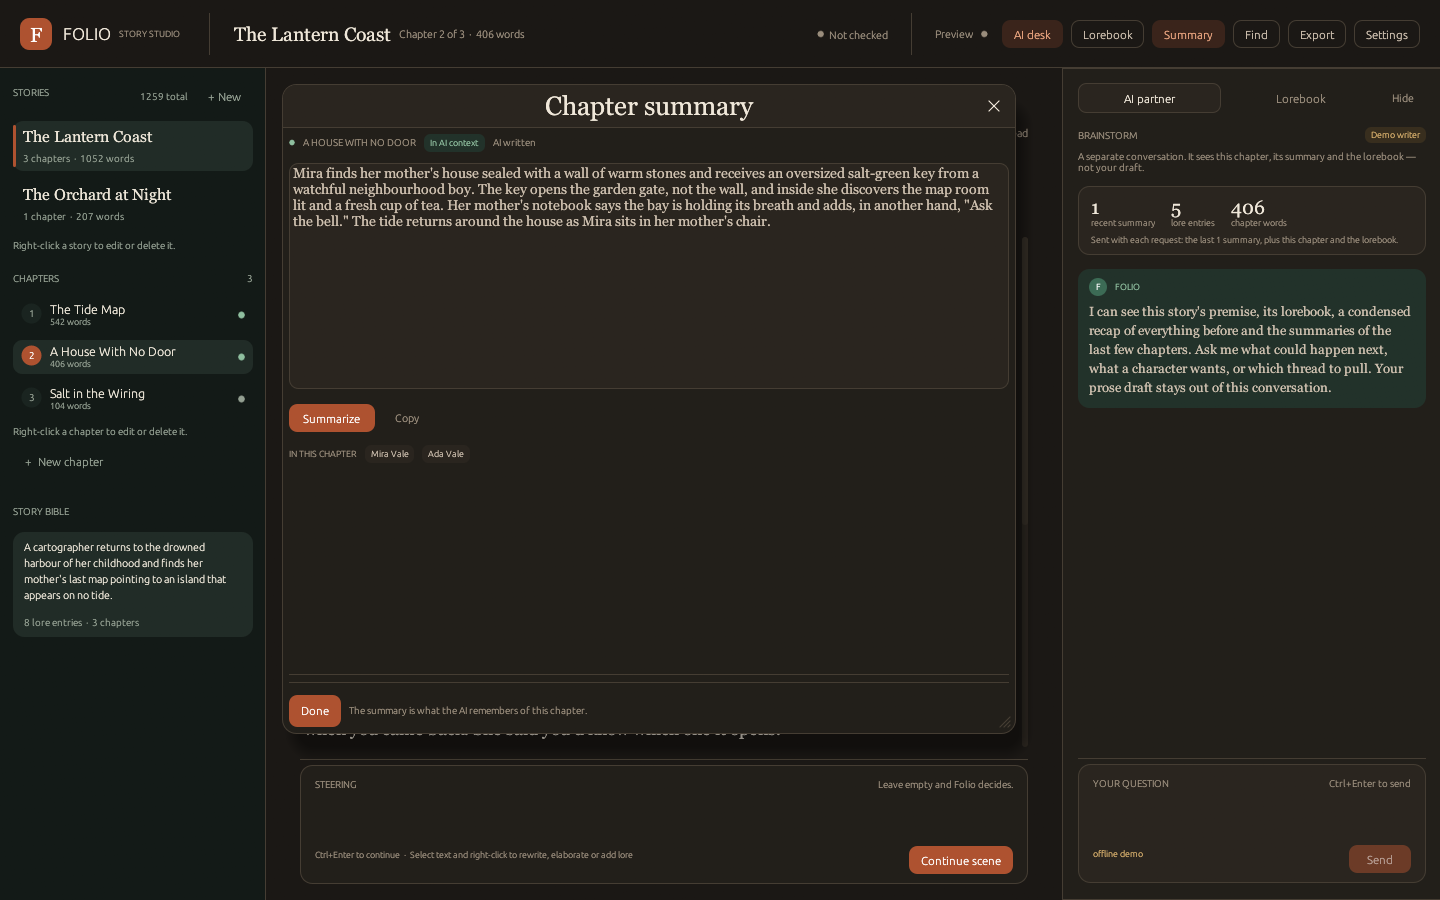 F FOLIO STORY STUDIO
The Lantern Coast Chapter 2 of 3 · 406 words
Not checked
Preview
AI desk
Lorebook
Summary
Find
Export
Settings
STORIES
1259 total
+ New
The Lantern Coast
3 chapters · 1052 words
The Orchard at Night
1 chapter · 207 words
Right-click a story to edit or delete it.
CHAPTERS 3
1 The Tide Map
542 words
2 A House With No Door
406 words
3 Salt in the Wiring
104 words
Right-click a chapter to edit or delete it.
+ New chapter
STORY BIBLE
A cartographer returns to the drowned
harbour of her childhood and finds her
mother's last map pointing to an island that
appears on no tide.
8 lore entries · 3 chapters
Chapter summary
A HOUSE WITH NO DOOR In AI context AI written
Mira finds her mother's house sealed with a wall of warm stones and receives an oversized salt-green key from a
watchful neighbourhood boy. The key opens the garden gate, not the wall, and inside she discovers the map room
lit and a fresh cup of tea. Her mother's notebook says the bay is holding its breath and adds, in another hand, "Ask
the bell." The tide returns around the house as Mira sits in her mother's chair.
Summarize
Copy
IN THIS CHAPTER Mira Vale Ada Vale
Done
The summary is what the AI remembers of this chapter.
STEERING
Leave empty and Folio decides.
Ctrl+Enter to continue · Select text and right-click to rewrite, elaborate or add lore
Continue scene
AI partner
Lorebook
Hide
BRAINSTORM
Demo writer
A separate conversation. It sees this chapter, its summary and the lorebook —
not your draft.
1 5 406
recent summary lore entries chapter words
Sent with each request: the last 1 summary, plus this chapter and the lorebook.
F FOLIO
I can see this story's premise, its lorebook, a condensed
recap of everything before and the summaries of the
last few chapters. Ask me what could happen next,
what a character wants, or which thread to pull. Your
prose draft stays out of this conversation.
YOUR QUESTION
Ctrl+Enter to send
offline demo
Send